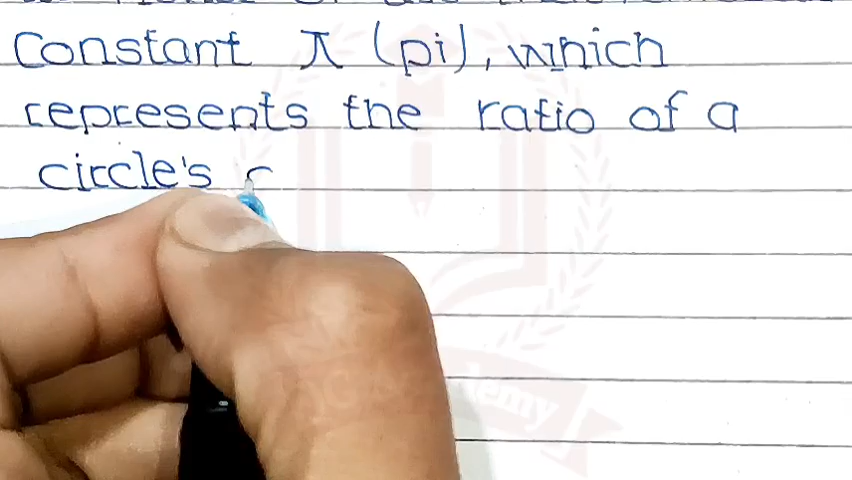 constant π (pi), which
represents the ratio of a
circle's c